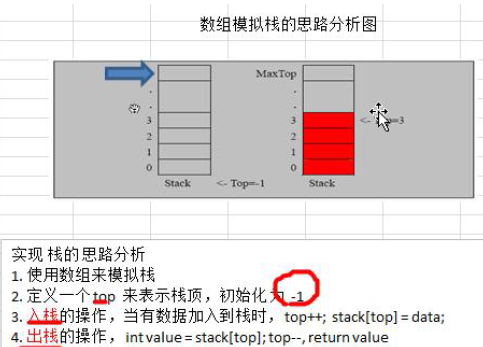 数组模拟栈的思路分析图
MaxTop
.
.
.
.
3
3
<- Top=3
2
2
1
1
0
0
Stack
<- Top=-1
Stack
实现 栈的思路分析
1. 使用数组来模拟栈
2. 定义一个 top 来表示栈顶，初始化 为 -1
3. 入栈的操作，当有数据加入到栈时， top++; stack[top] = data;
4. 出栈的操作， int value = stack[top]; top--, return value